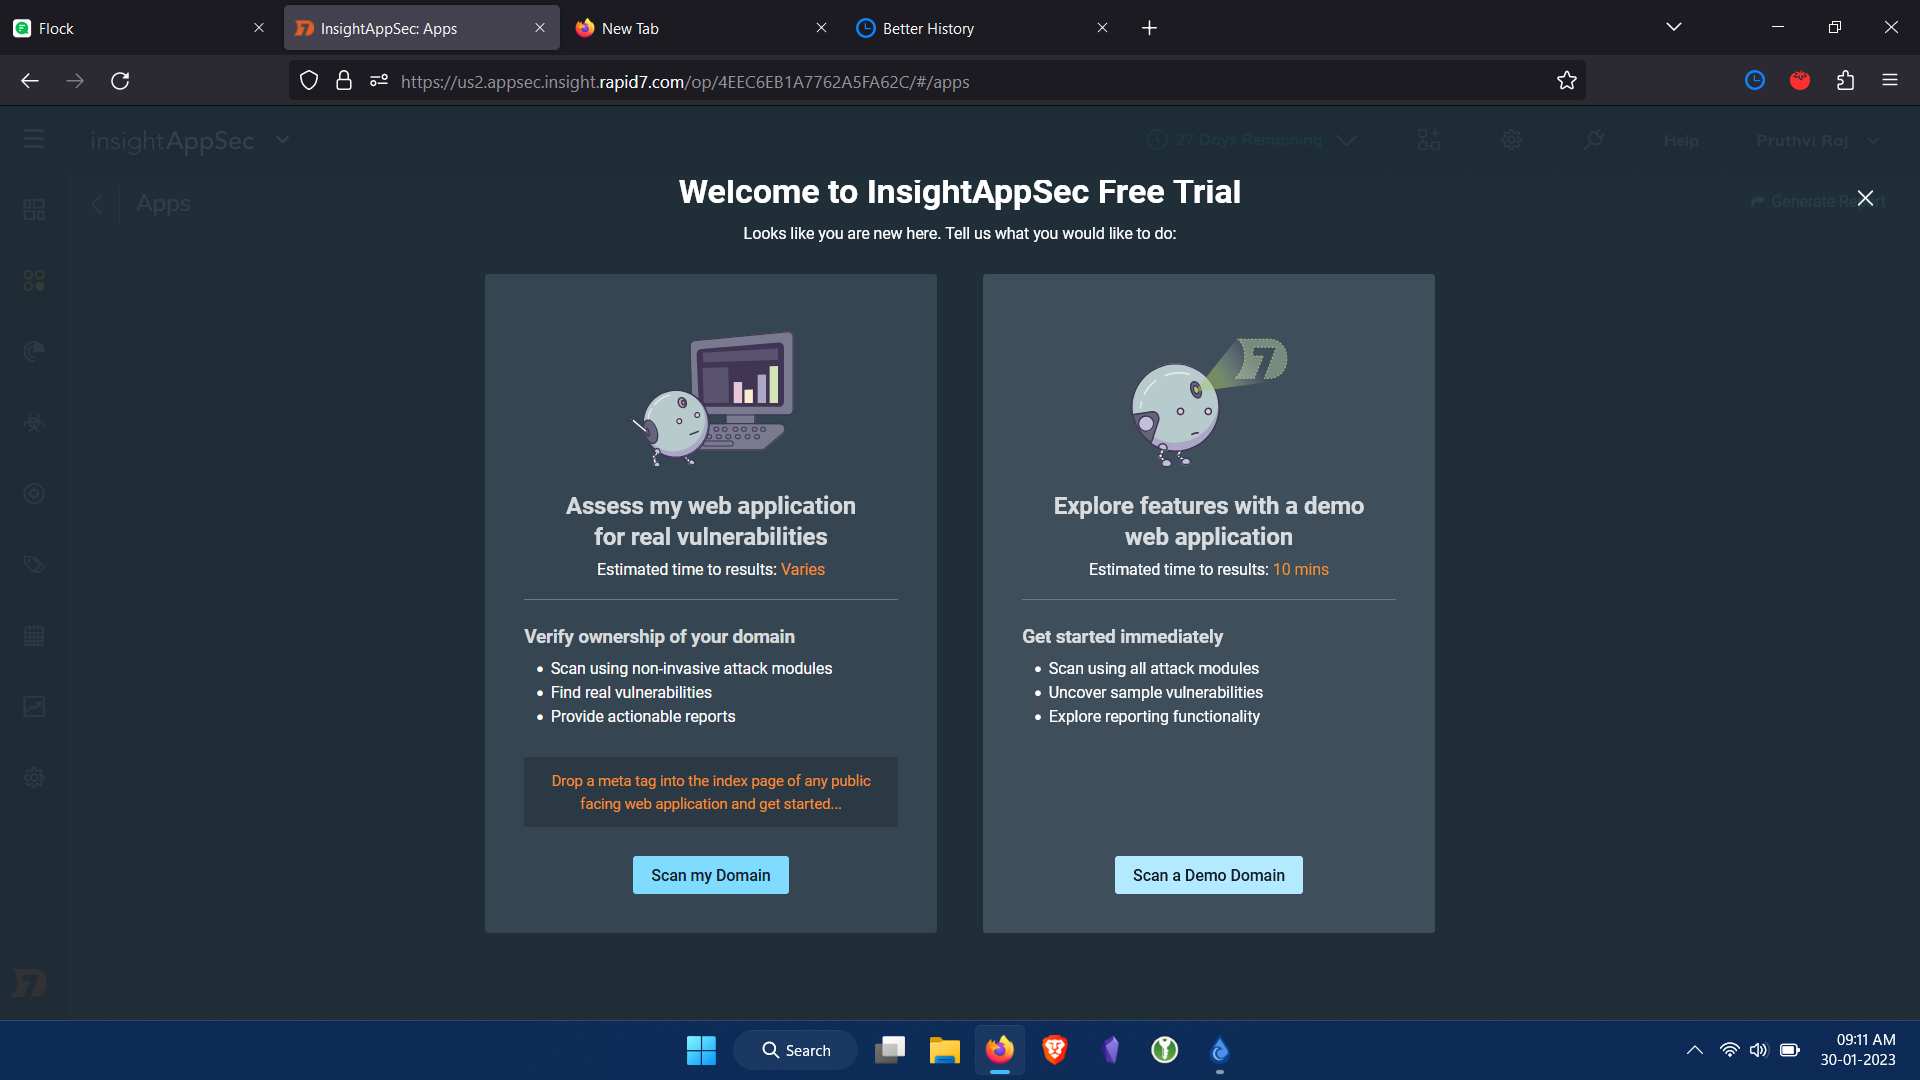 Flock
InsightAppSec: Apps
New Tab
Better History
https://us2.appsec.insight.rapid7.com/op/4EEC6EB1A7762A5FA62C/#/apps
insightAppSec
27 Days Remaining
Help
Pruthvi Raj
Apps
Generate Re rt
Welcome to InsightAppSec Free Trial
Looks like you are new here. Tell us what you would like to do:
Assess my web application
for real vulnerabilities
Estimated time to results: Varies
Verify ownership of your domain
• Scan using non-invasive attack modules
• Find real vulnerabilities
• Provide actionable reports
Drop a meta tag into the index page of any public
facing web application and get started...
Scan my Domain
Explore features with a demo
web application
Estimated time to results: 10 mins
Get started immediately
• Scan using all attack modules
• Uncover sample vulnerabilities
• Explore reporting functionality
Scan a Demo Domain
Search
09:11 AM
30-01-2023